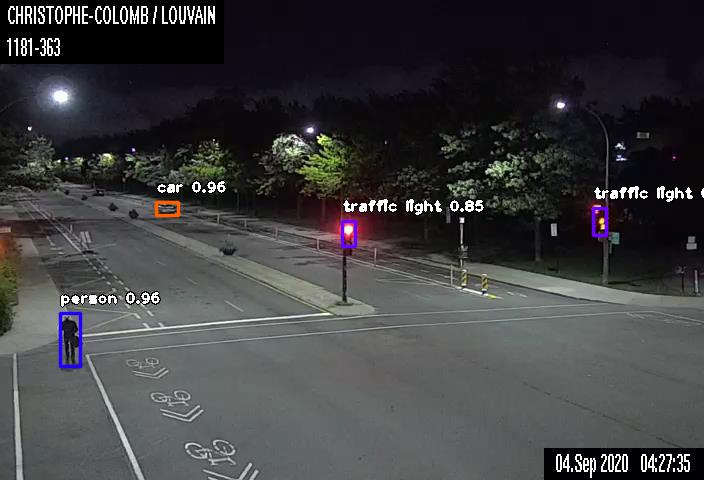 CHRISTOPHE-COLOMB / LOUVAIN
1181-363
car 0.96
traffic light 0.85
traffic light
person 0.96
04.Sep 2020 04:27:35